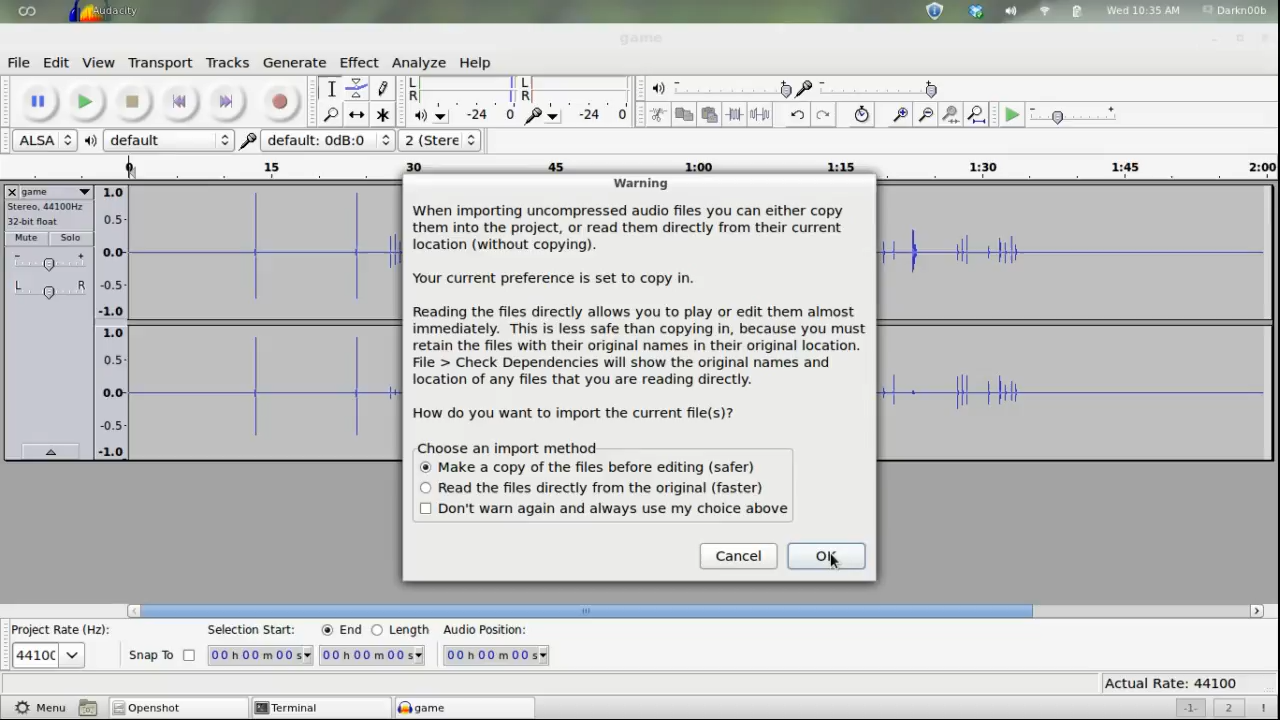 Audacity
Wed 10:35 AM
Darkn00b
game
File Edit View Transport Tracks Generate Effect Analyze Help
L
R
-24 0
L
R
-24 0
ALSA
default
default: 0dB:0
2 (Stere
0 15 30 45 1:00 1:15 1:30 1:45 2:00
game
Stereo, 44100Hz
32-bit float
Mute Solo
- +
L R
1.0
0.5-
0.0-
-0.5-
-1.0
1.0
0.5-
0.0-
-0.5-
-1.0
Warning
When importing uncompressed audio files you can either copy
them into the project, or read them directly from their current
location (without copying).
Your current preference is set to copy in.
Reading the files directly allows you to play or edit them almost
immediately. This is less safe than copying in, because you must
retain the files with their original names in their original location.
File > Check Dependencies will show the original names and
location of any files that you are reading directly.
How do you want to import the current file(s)?
Choose an import method
Make a copy of the files before editing (safer)
Read the files directly from the original (faster)
Don't warn again and always use my choice above
Cancel
OK
Project Rate (Hz):
44100
Snap To
Selection Start:
End
Length
Audio Position:
00 h 00 m 00 s
00 h 00 m 00 s
00 h 00 m 00 s
Actual Rate: 44100
Menu
Openshot
Terminal
game
-1-
2
!